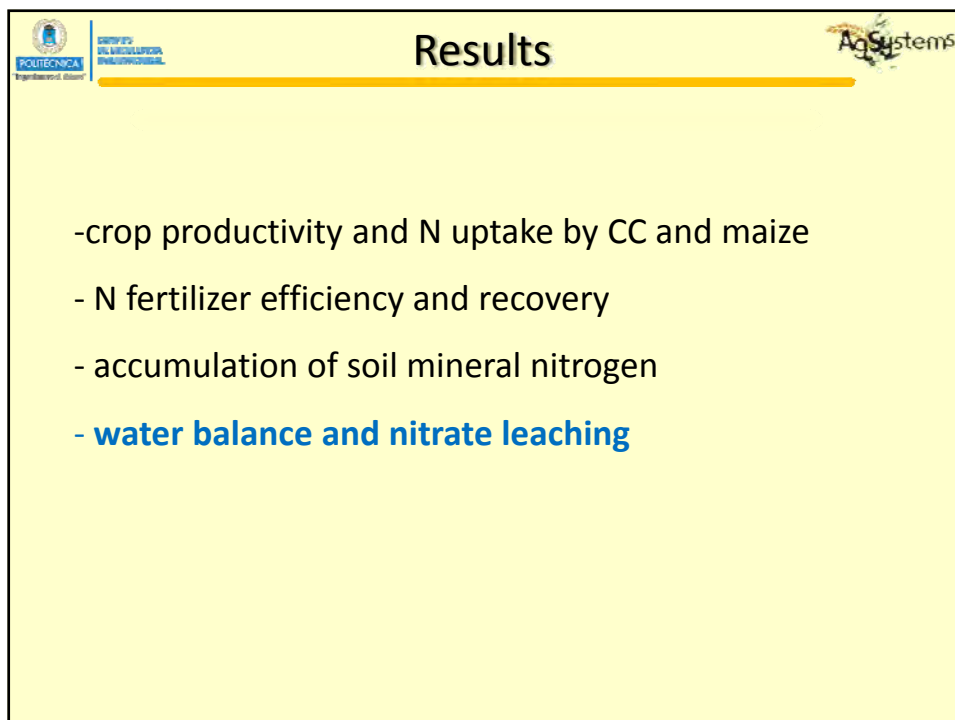 POLITÉCNICA
Results
AgSystems
-crop productivity and N uptake by CC and maize
- N fertilizer efficiency and recovery
- accumulation of soil mineral nitrogen
- water balance and nitrate leaching